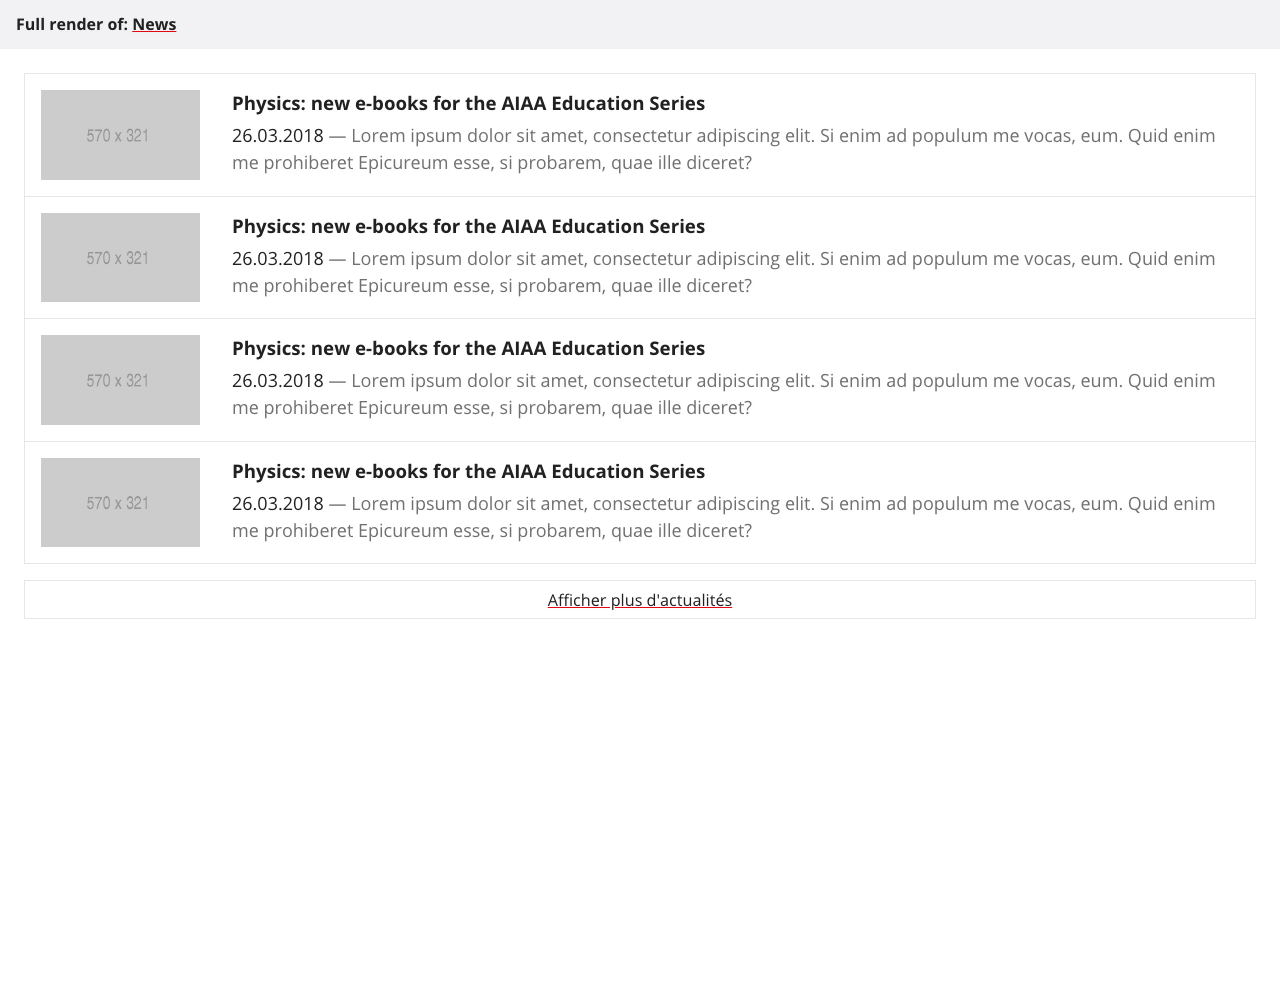 Full render of: News
570 x 321
Physics: new e-books for the AIAA Education Series
26.03.2018 — Lorem ipsum dolor sit amet, consectetur adipiscing elit. Si enim ad populum me vocas, eum. Quid enim
me prohiberet Epicureum esse, si probarem, quae ille diceret?
570 x 321
Physics: new e-books for the AIAA Education Series
26.03.2018 — Lorem ipsum dolor sit amet, consectetur adipiscing elit. Si enim ad populum me vocas, eum. Quid enim
me prohiberet Epicureum esse, si probarem, quae ille diceret?
570 x 321
Physics: new e-books for the AIAA Education Series
26.03.2018 — Lorem ipsum dolor sit amet, consectetur adipiscing elit. Si enim ad populum me vocas, eum. Quid enim
me prohiberet Epicureum esse, si probarem, quae ille diceret?
570 x 321
Physics: new e-books for the AIAA Education Series
26.03.2018 — Lorem ipsum dolor sit amet, consectetur adipiscing elit. Si enim ad populum me vocas, eum. Quid enim
me prohiberet Epicureum esse, si probarem, quae ille diceret?
Afficher plus d'actualités